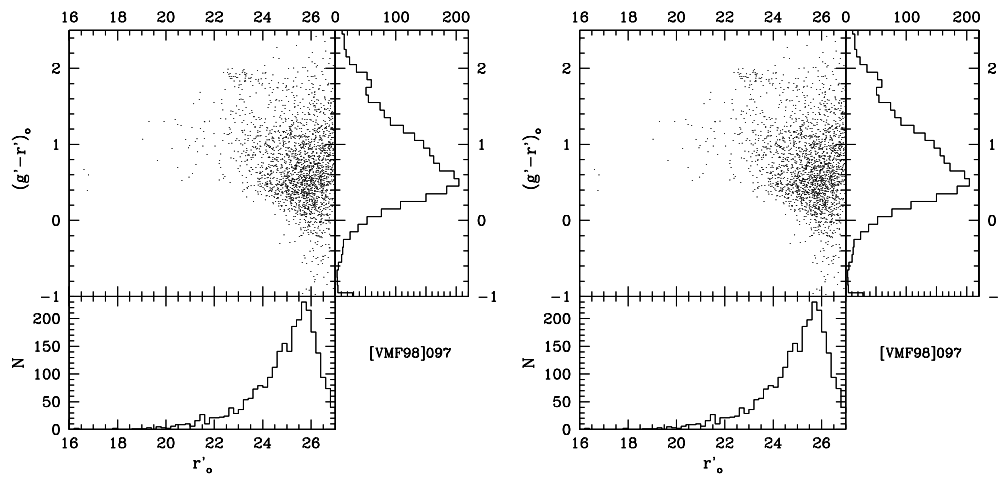 16 18 20 22 24 26 0 100 200 16 18 20 22 24 26 0 100 200
2 2 2 2
(g'−r')o (g'−r')o
1 1 1 1
0 0 0 0
−1 −1 −1 −1
200 200
150 [VMF98]097 150 [VMF98]097
N N
100 100
50 50
0 0
16 18 20 22 24 26 16 18 20 22 24 26
r'o r'o